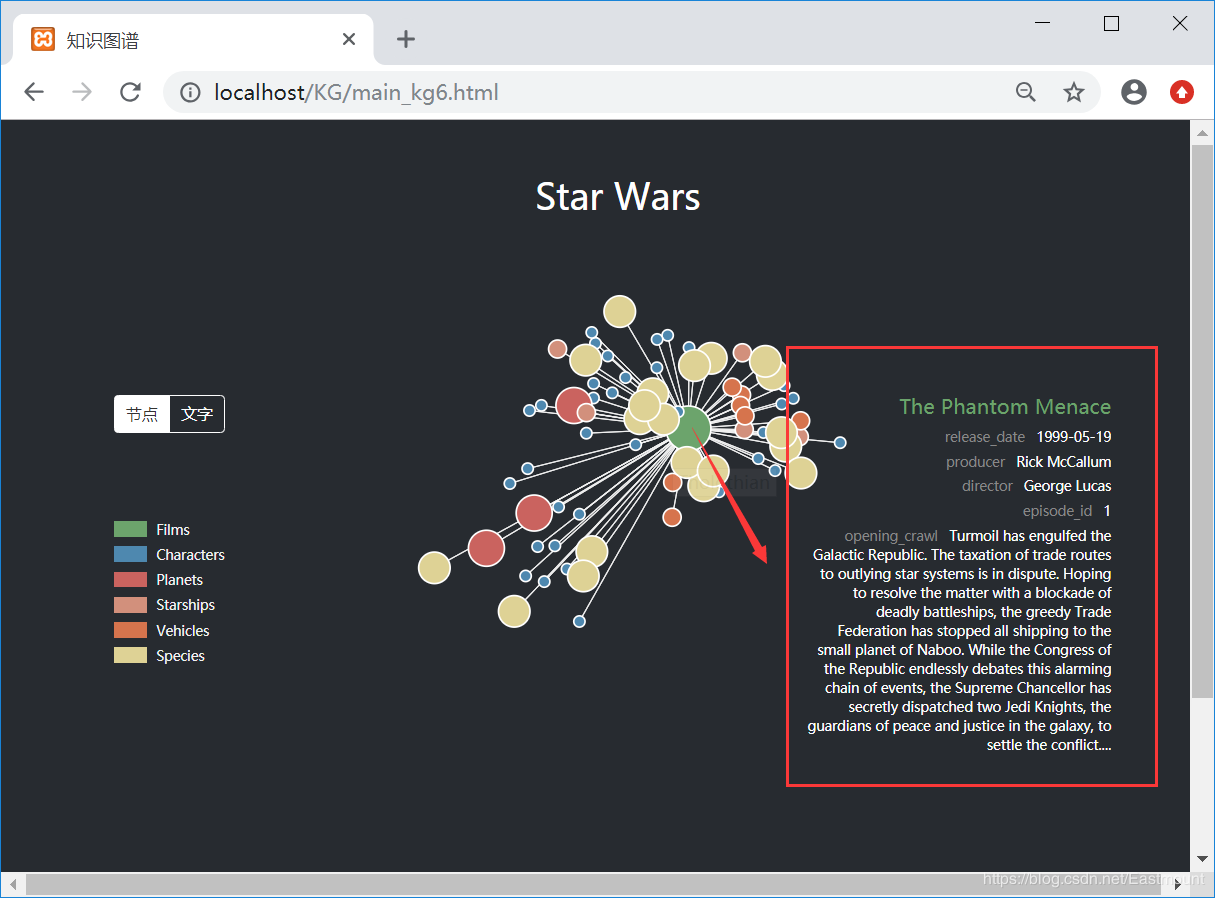 知识图谱
localhost/KG/main_kg6.html
Star Wars
节点 文字
Films
Characters
Planets
Starships
Vehicles
Species
The Phantom Menace
release_date 1999-05-19
producer Rick McCallum
director George Lucas
episode_id 1
opening_crawl Turmoil has engulfed the
Galactic Republic. The taxation of trade routes
to outlying star systems is in dispute. Hoping
to resolve the matter with a blockade of
deadly battleships, the greedy Trade
Federation has stopped all shipping to the
small planet of Naboo. While the Congress of
the Republic endlessly debates this alarming
chain of events, the Supreme Chancellor has
secretly dispatched two Jedi Knights, the
guardians of peace and justice in the galaxy, to
settle the conflict....
https://blog.csdn.net/Eastmount